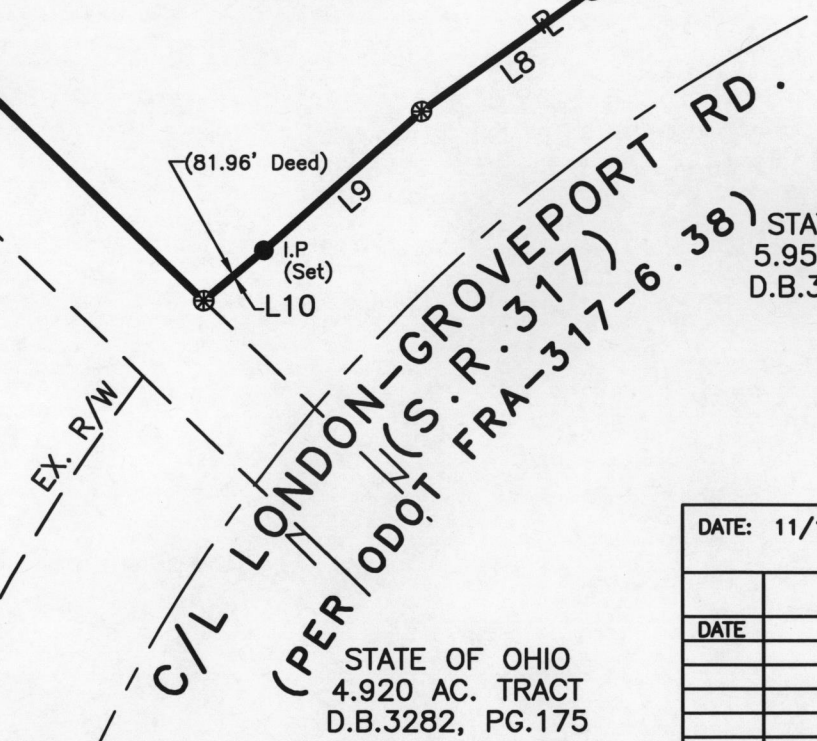 PL
L8
(81.96' Deed)
L9
I.P
(Set)
L10
C/L LONDON-GROVEPORT RD.
(S.R.317)
(PER ODOT FRA-317-6.38)
5.95
D.B.3
EX. R/W
DATE: 11/
DATE
STATE OF OHIO
4.920 AC. TRACT
D.B.3282, PG.175